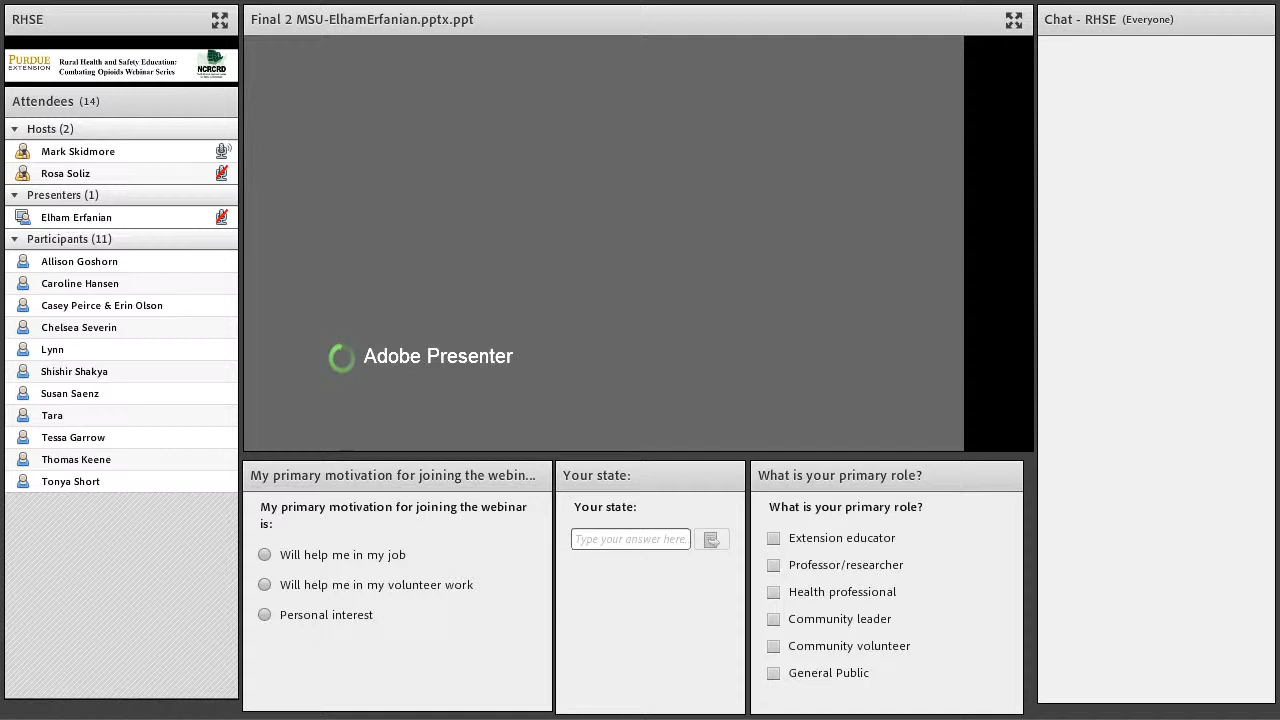 RHSE
PURDUE
EXTENSION
Rural Health and Safety Education:
Combating Opioids Webinar Series
NCRCRD
Attendees (14)
Hosts (2)
Mark Skidmore
Rosa Soliz
Presenters (1)
Elham Erfanian
Participants (11)
Allison Goshorn
Caroline Hansen
Casey Peirce & Erin Olson
Chelsea Severin
Lynn
Shishir Shakya
Susan Saenz
Tara
Tessa Garrow
Thomas Keene
Tonya Short
Final 2 MSU-ElhamErfanian.pptx.ppt
Adobe Presenter
My primary motivation for joining the webin...
My primary motivation for joining the webinar
is:
Will help me in my job
Will help me in my volunteer work
Personal interest
Your state:
Your state:
Type your answer here.
What is your primary role?
What is your primary role?
Extension educator
Professor/researcher
Health professional
Community leader
Community volunteer
General Public
Chat - RHSE (Everyone)